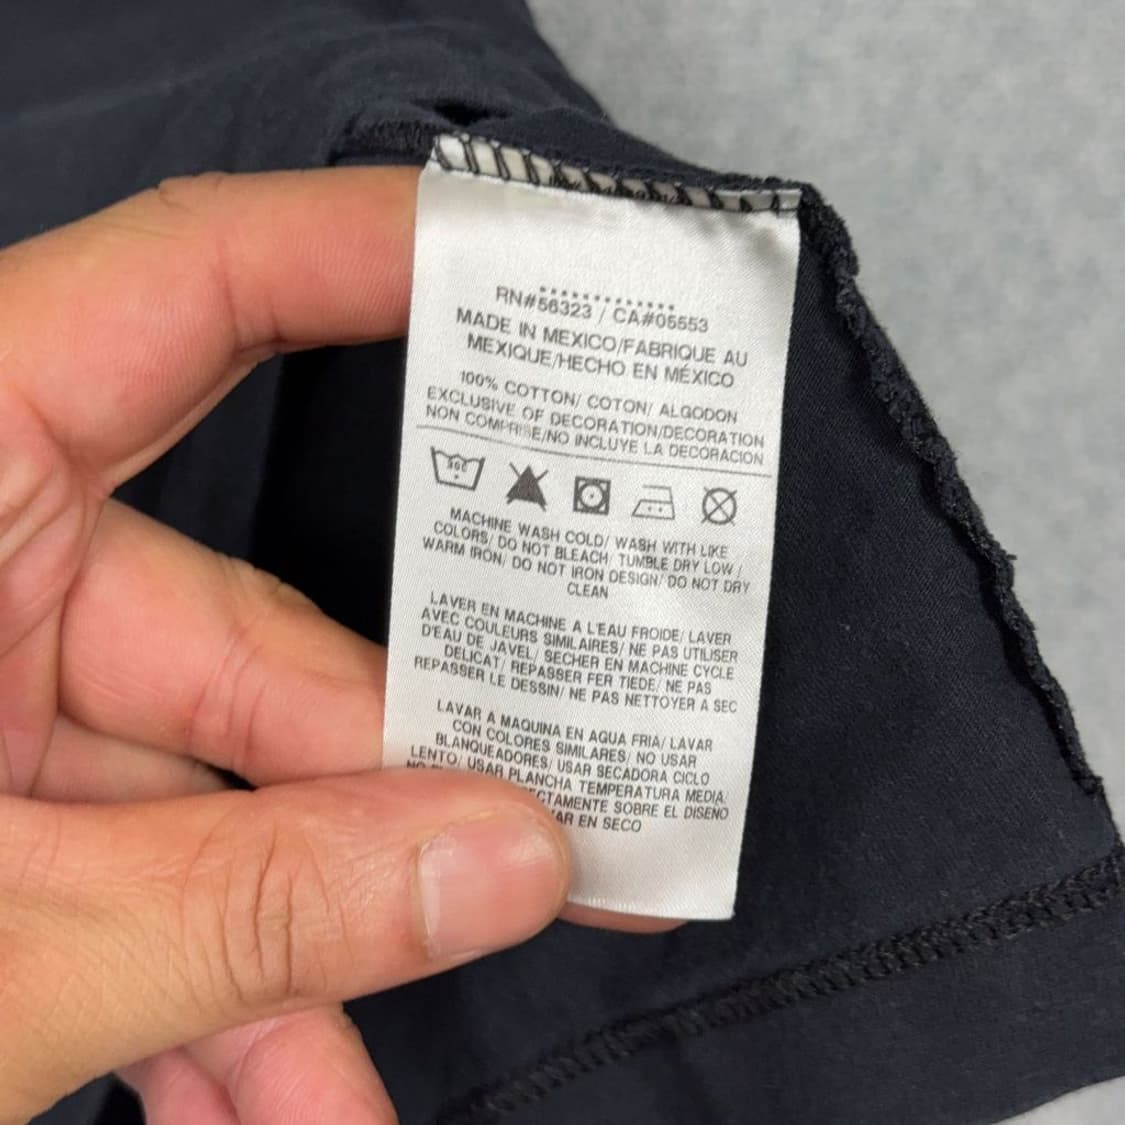 RN#56323 / CA#05553
MADE IN MEXICO/FABRIQUE AU
MEXIQUE/HECHO EN MÉXICO
100% COTTON/ COTON/ ALGODON
EXCLUSIVE OF DECORATION/DECORATION
NON COMPRISE/NO INCLUYE LA DECORACION
MACHINE WASH COLD/ WASH WITH LIKE
COLORS/ DO NOT BLEACH/ TUMBLE DRY LOW /
WARM IRON/ DO NOT IRON DESIGN/ DO NOT DRY
CLEAN
LAVER EN MACHINE A L'EAU FROIDE/ LAVER
AVEC COULEURS SIMILAIRES/ NE PAS UTILISER
D'EAU DE JAVEL/ SECHER EN MACHINE CYCLE
DELICAT/ REPASSER FER TIEDE/ NE PAS
REPASSER LE DESSIN/ NE PAS NETTOYER A SEC
LAVAR A MAQUINA EN AGUA FRIA/ LAVAR
CON COLORES SIMILARES/ NO USAR
BLANQUEADORES/ USAR SECADORA CICLO
LENTO/ USAR PLANCHA TEMPERATURA MEDIA/
SOBRE EL DISENO
EN SECO